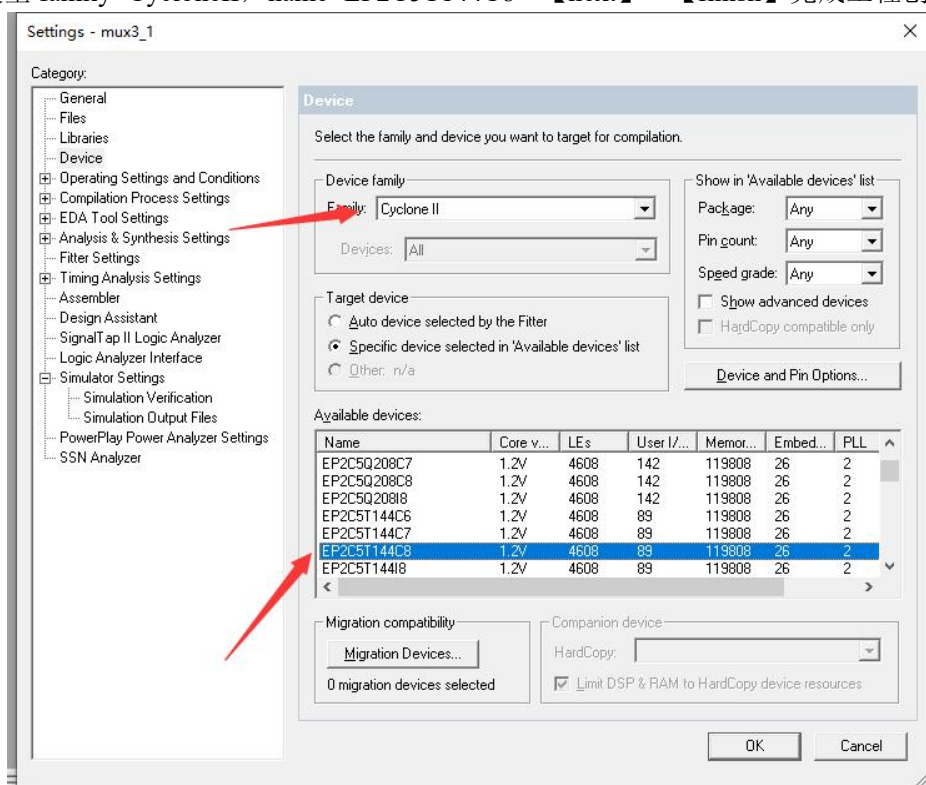 Settings - mux3_1
Category:
General
Files
Libraries
Device
Operating Settings and Conditions
Compilation Process Settings
EDA Tool Settings
Analysis & Synthesis Settings
Fitter Settings
Timing Analysis Settings
Assembler
Design Assistant
SignalTap II Logic Analyzer
Logic Analyzer Interface
Simulator Settings
Simulation Verification
Simulation Output Files
PowerPlay Power Analyzer Settings
SSN Analyzer
Device
Select the family and device you want to target for compilation.
Device family
Family: Cyclone II
Devices: All
Show in 'Available devices' list
Package: Any
Pin count: Any
Speed grade: Any
Show advanced devices
HardCopy compatible only
Target device
Auto device selected by the Fitter
Specific device selected in 'Available devices' list
Other: n/a
Device and Pin Options...
Available devices:
Name Core v... LEs User I/... Memor... Embed... PLL
EP2C5Q208C7 1.2V 4608 142 119808 26 2
EP2C5Q208C8 1.2V 4608 142 119808 26 2
EP2C5Q208I8 1.2V 4608 142 119808 26 2
EP2C5T144C6 1.2V 4608 89 119808 26 2
EP2C5T144C7 1.2V 4608 89 119808 26 2
EP2C5T144C8 1.2V 4608 89 119808 26 2
EP2C5T144I8 1.2V 4608 89 119808 26 2
Migration compatibility
Migration Devices...
0 migration devices selected
Companion device
HardCopy:
Limit DSP & RAM to HardCopy device resources
OK Cancel